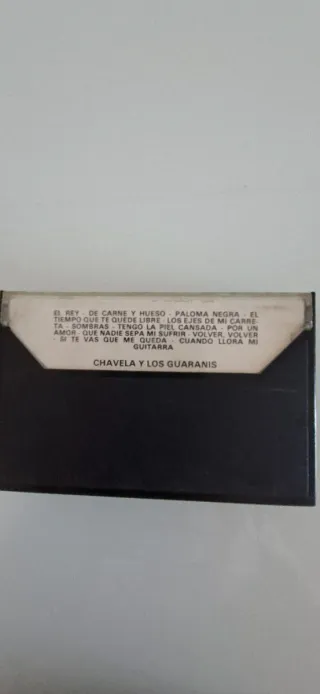 EL REY - DE CARNE Y HUESO - PALOMA NEGRA - EL
TIEMPO QUE TE QUEDE LIBRE - LOS EJES DE MI CARRE-
TA - SOMBRAS - TENGO LA PIEL CANSADA - POR UN
AMOR - QUE NADIE SEPA MI SUFRIR - VOLVER, VOLVER
- SI TE VAS QUE ME QUEDA - CUANDO LLORA MI
GUITARRA
CHAVELA Y LOS GUARANIS